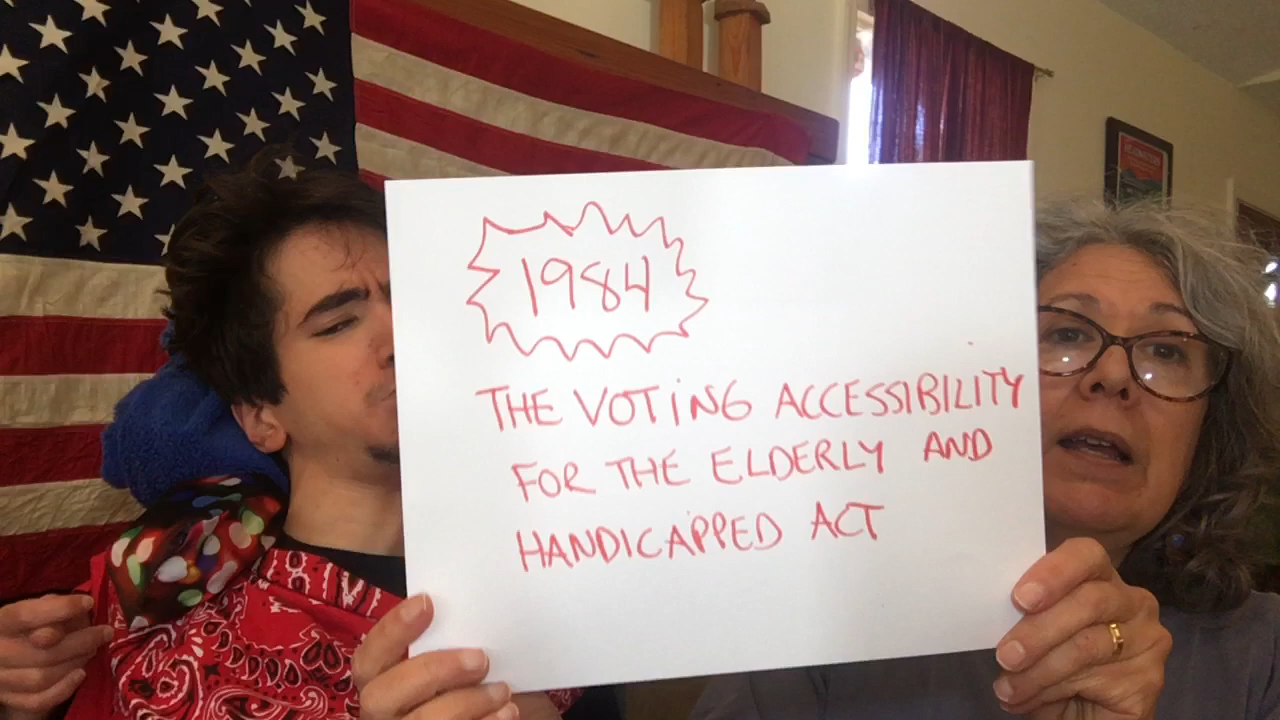 1984
THE VOTiNG ACCESSIBILITY
FOR THE ELDERLY AND
HANDICAPPED ACT